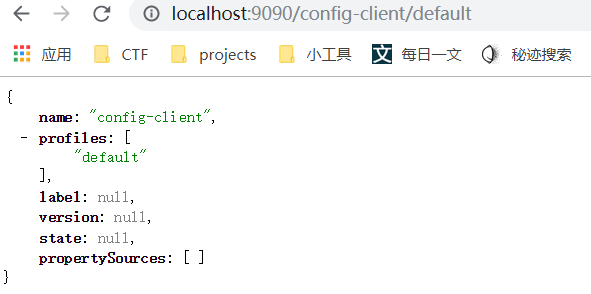 localhost:9090/config-client/default
应用 CTF projects 小工具 文 每日一文 秘迹搜索
{
name: "config-client",
- profiles: [
"default"
],
label: null,
version: null,
state: null,
propertySources: [ ]
}